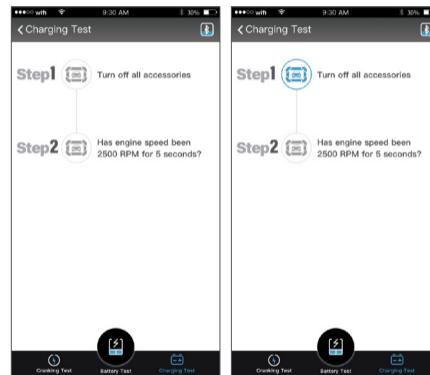 ●●●○○ wifi 9:30 AM 30%
Charging Test
Step1 Turn off all accessories
Step2 Has engine speed been
2500 RPM for 5 seconds?
Cranking Test Battery Test Charging Test
●●●○○ wifi 9:30 AM 30%
Charging Test
Step1 Turn off all accessories
Step2 Has engine speed been
2500 RPM for 5 seconds?
Cranking Test Battery Test Charging Test